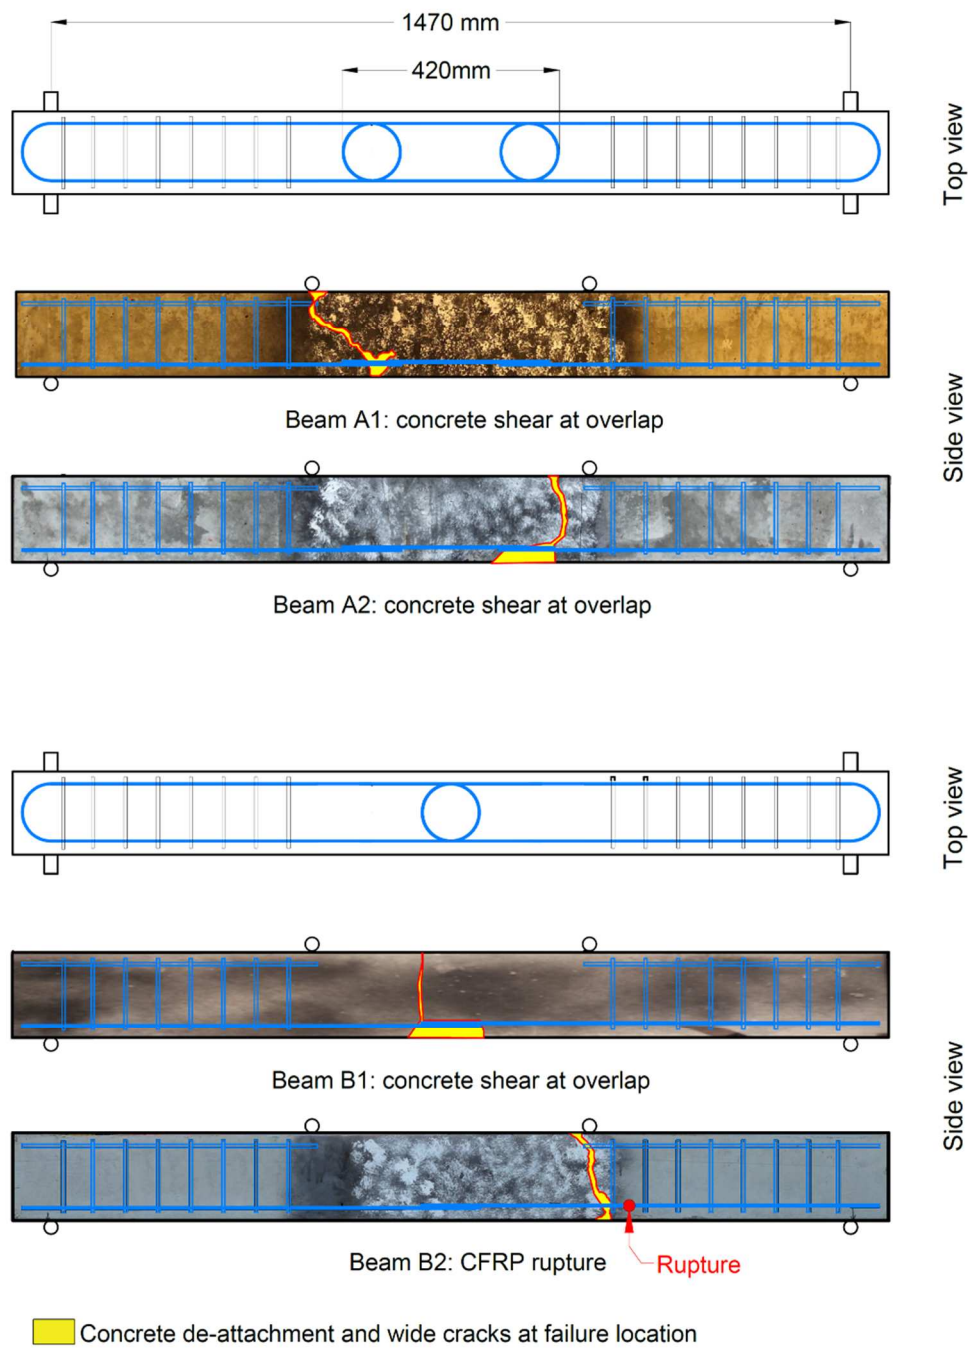 1470 mm
420mm
Top view
Beam A1: concrete shear at overlap
Side view
Beam A2: concrete shear at overlap
Top view
Beam B1: concrete shear at overlap
Side view
Beam B2: CFRP rupture
Rupture
Concrete de-attachment and wide cracks at failure location